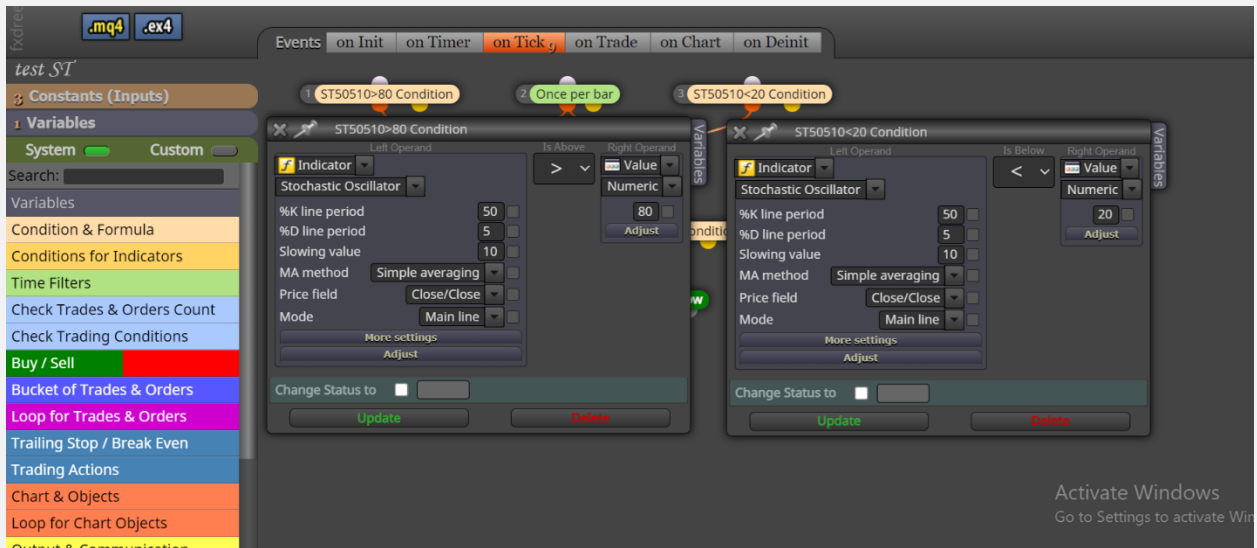 fxdree
.mq4 .ex4
Events on Init on Timer on Tick 9 on Trade on Chart on Deinit
test ST
3 Constants (Inputs)
1 Variables
System Custom
Search:
Variables
Condition & Formula
Conditions for Indicators
Time Filters
Check Trades & Orders Count
Check Trading Conditions
Buy / Sell
Bucket of Trades & Orders
Loop for Trades & Orders
Trailing Stop / Break Even
Trading Actions
Chart & Objects
Loop for Chart Objects
Output & Communication
1 ST50510>80 Condition
2 Once per bar
3 ST50510<20 Condition
ST50510>80 Condition
Variables
Left Operand Is Above Right Operand
f Indicator > Value
Stochastic Oscillator Numeric
%K line period 50 80
%D line period 5 Adjust
Slowing value 10
MA method Simple averaging
Price field Close/Close
Mode Main line
More settings
Adjust
Change Status to
Update Delete
ST50510<20 Condition
Variables
Left Operand Is Below Right Operand
f Indicator < Value
Stochastic Oscillator Numeric
%K line period 50 20
%D line period 5 Adjust
Slowing value 10
MA method Simple averaging
Price field Close/Close
Mode Main line
More settings
Adjust
Change Status to
Update Delete
Activate Windows
Go to Settings to activate Win